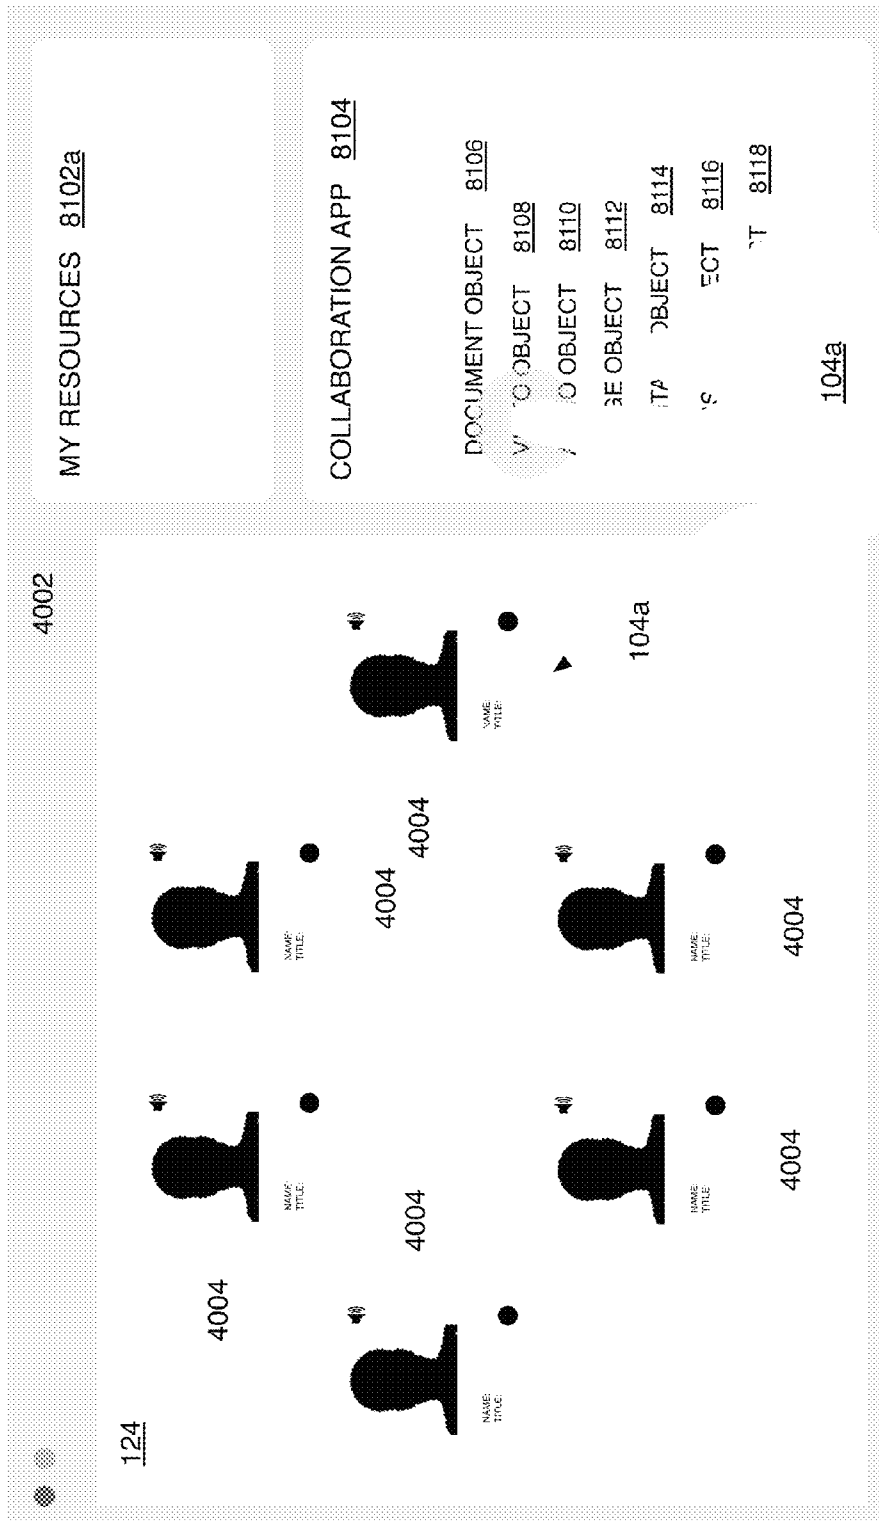 4002
MY RESOURCES 8102a
COLLABORATION APP 8104
DOCUMENT OBJECT 8106
OBJECT 8108
OBJECT 8110
OBJECT 8112
8114
8116
8118
104a
124
4004
4004
4004
4004
4004
4004
104a
NAME:
TITLE:
NAME:
TITLE:
NAME:
TITLE:
NAME:
TITLE:
NAME:
TITLE:
NAME:
TITLE: